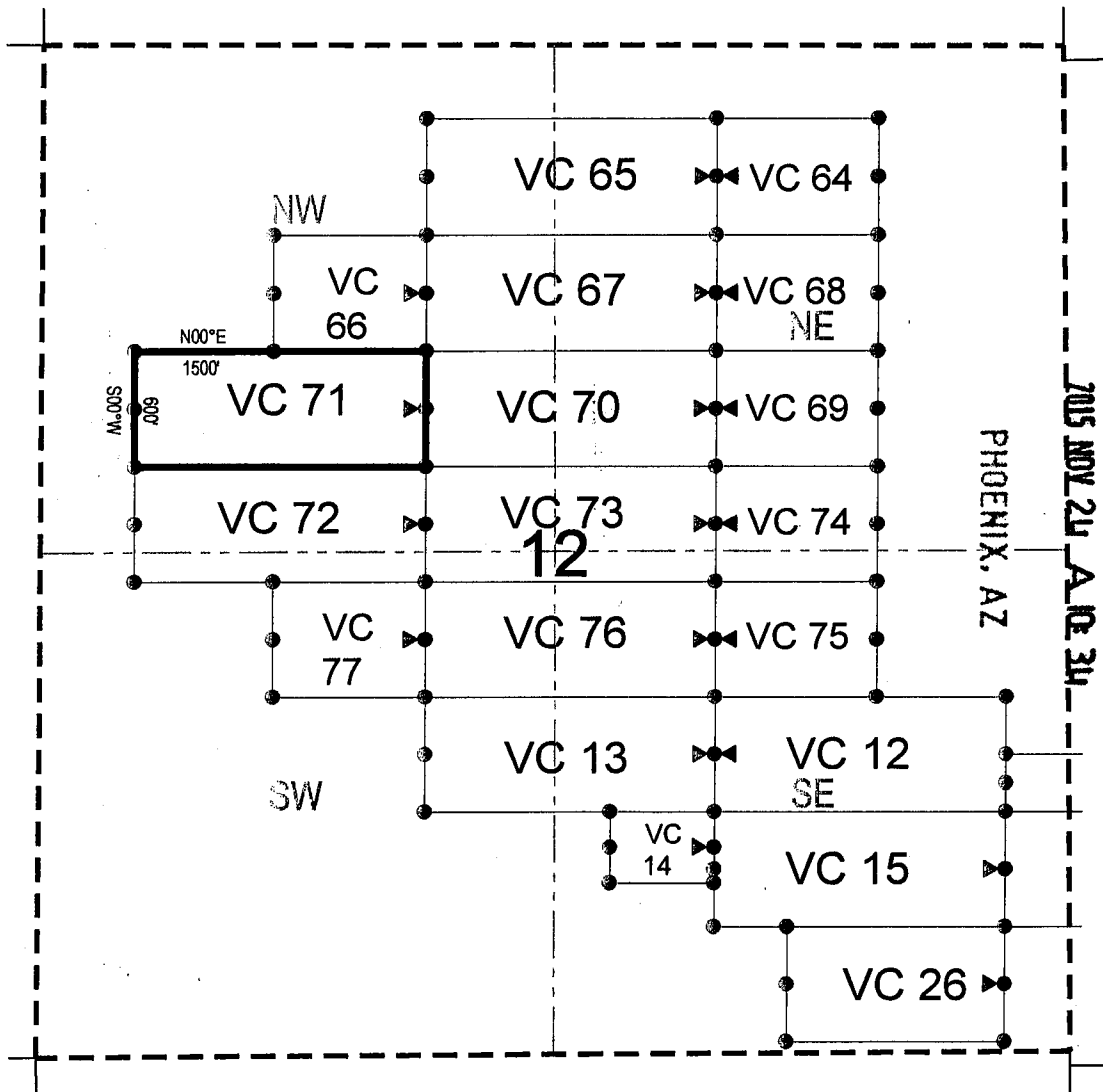 VC 65
VC 64
NW
VC
66
VC 67
VC 68
NE
N00°E
1500'
S00°W
600'
VC 71
VC 70
VC 69
VC 72
VC 73
VC 74
12
VC
77
VC 76
VC 75
SW
VC 13
VC 12
SE
VC
14
VC 15
VC 26
PHOENIX, AZ
2015 NOV 24 A 10: 34